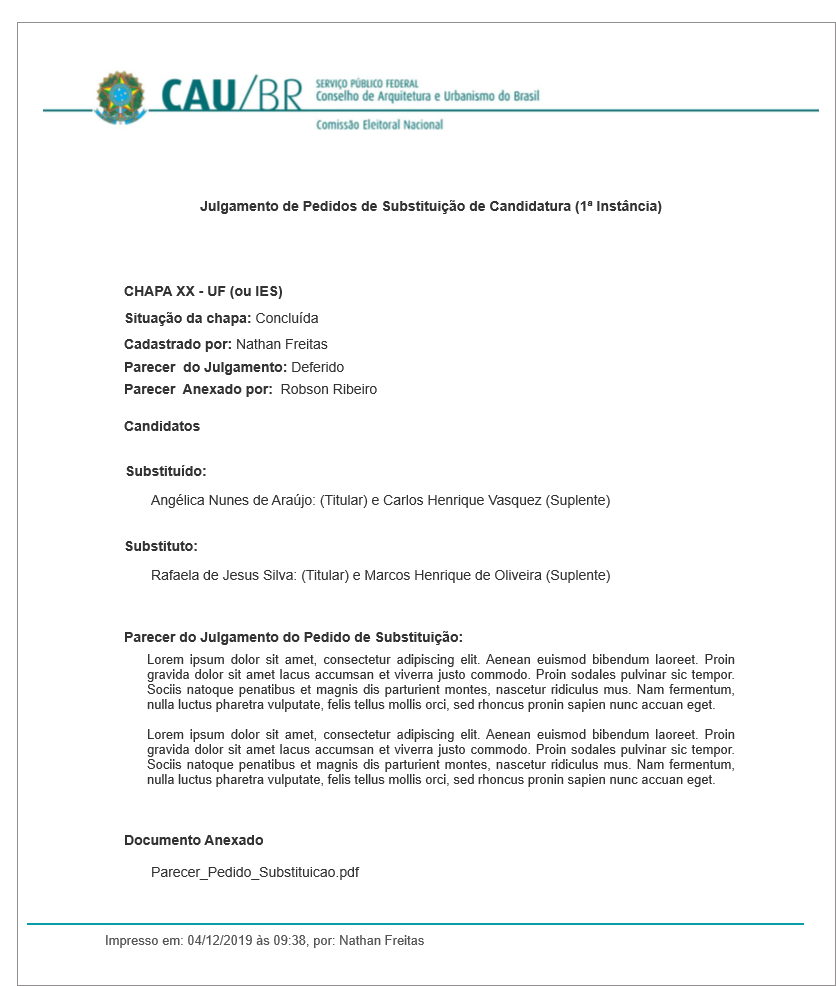 CAU/BR
SERVIÇO PÚBLICO FEDERAL
Conselho de Arquitetura e Urbanismo do Brasil
Comissão Eleitoral Nacional
Julgamento de Pedidos de Substituição de Candidatura (1ª Instância)
CHAPA XX - UF (ou IES)
Situação da chapa: Concluída
Cadastrado por: Nathan Freitas
Parecer do Julgamento: Deferido
Parecer Anexado por: Robson Ribeiro
Candidatos
Substituído:
Angélica Nunes de Araújo: (Titular) e Carlos Henrique Vasquez (Suplente)
Substituto:
Rafaela de Jesus Silva: (Titular) e Marcos Henrique de Oliveira (Suplente)
Parecer do Julgamento do Pedido de Substituição:
Lorem ipsum dolor sit amet, consectetur adipiscing elit. Aenean euismod bibendum laoreet. Proin
gravida dolor sit amet lacus accumsan et viverra justo commodo. Proin sodales pulvinar sic tempor.
Sociis natoque penatibus et magnis dis parturient montes, nascetur ridiculus mus. Nam fermentum,
nulla luctus pharetra vulputate, felis tellus mollis orci, sed rhoncus pronin sapien nunc accuan eget.
Lorem ipsum dolor sit amet, consectetur adipiscing elit. Aenean euismod bibendum laoreet. Proin
gravida dolor sit amet lacus accumsan et viverra justo commodo. Proin sodales pulvinar sic tempor.
Sociis natoque penatibus et magnis dis parturient montes, nascetur ridiculus mus. Nam fermentum,
nulla luctus pharetra vulputate, felis tellus mollis orci, sed rhoncus pronin sapien nunc accuan eget.
Documento Anexado
Parecer_Pedido_Substituicao.pdf
Impresso em: 04/12/2019 às 09:38, por: Nathan Freitas